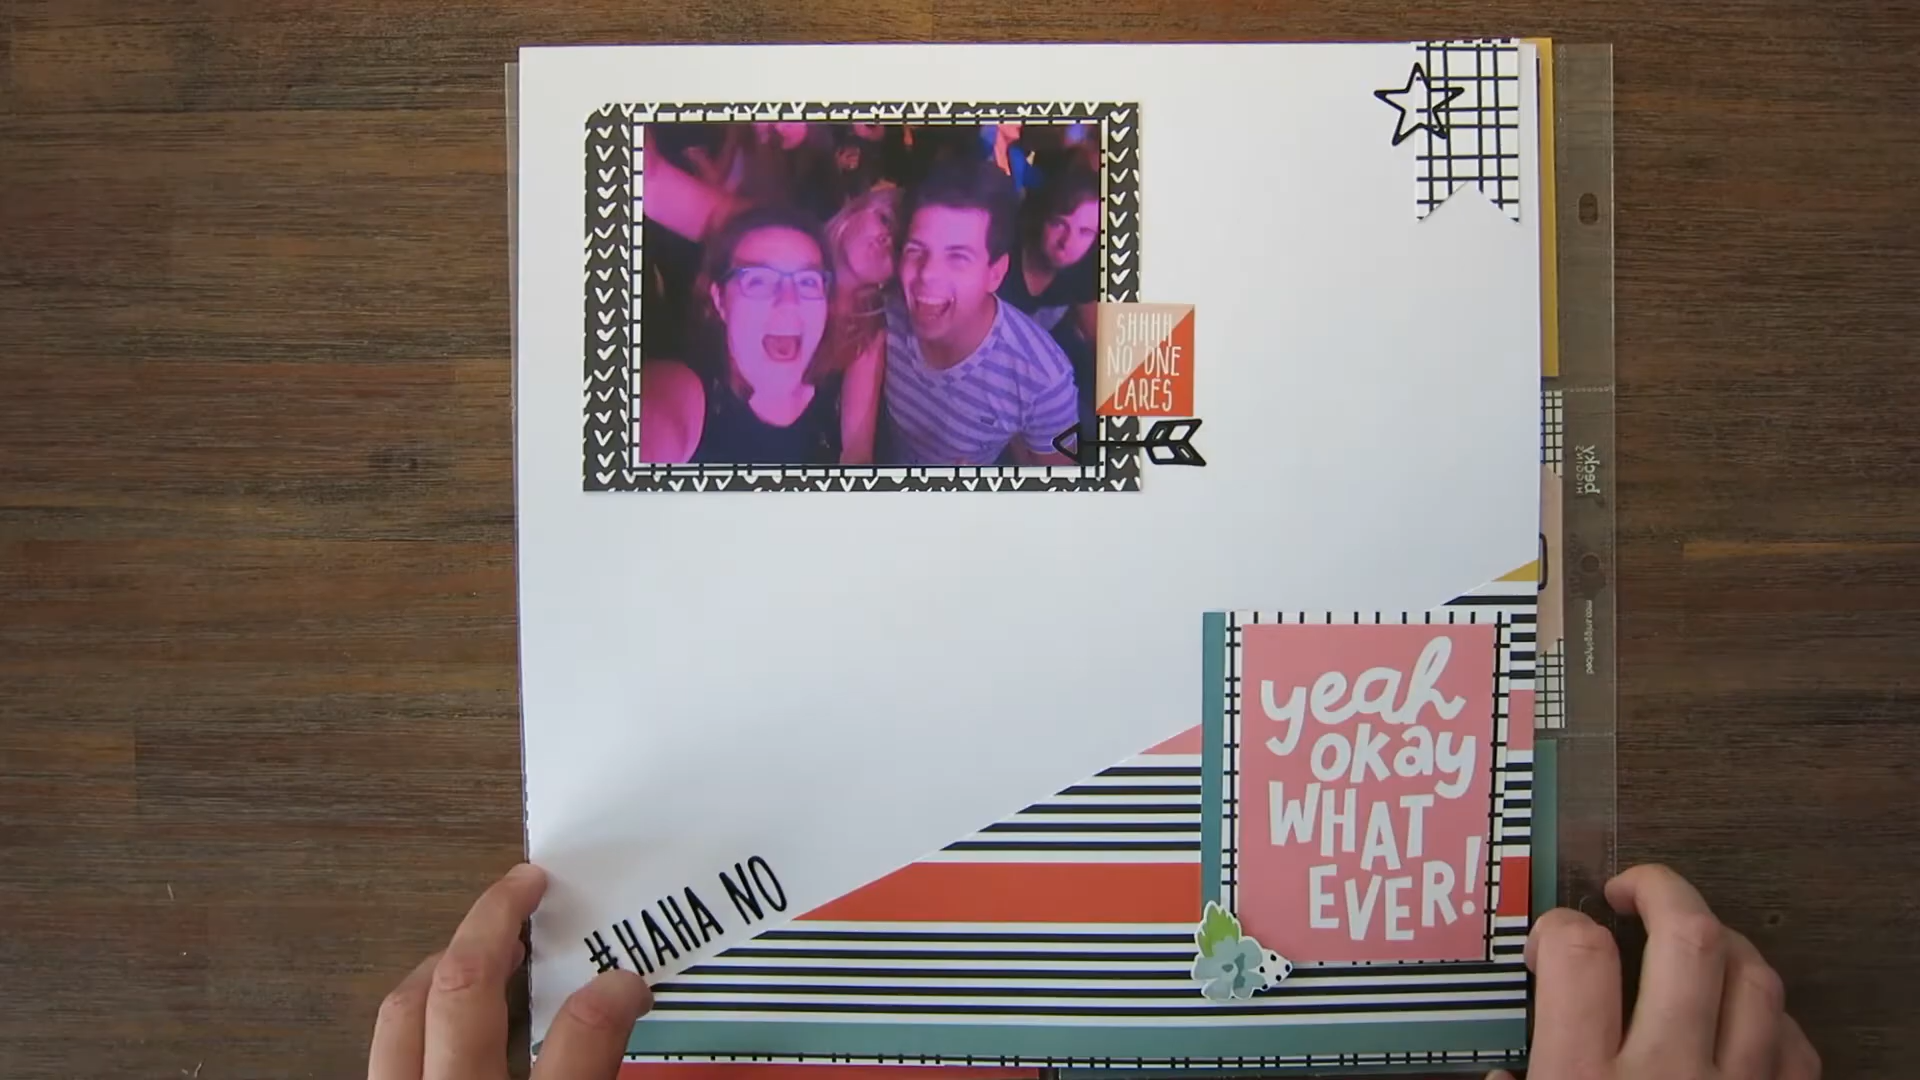 SHHHH
NO ONE
CARES
yeah
okay
WHAT
EVER!
#HAHA NO